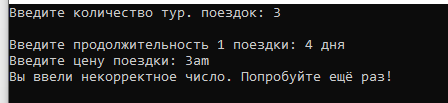 Введите количество тур. поездок: 3
Введите продолжительность 1 поездки: 4 дня
Введите цену поездки: 3am
Вы ввели некорректное число. Попробуйте ещё раз!